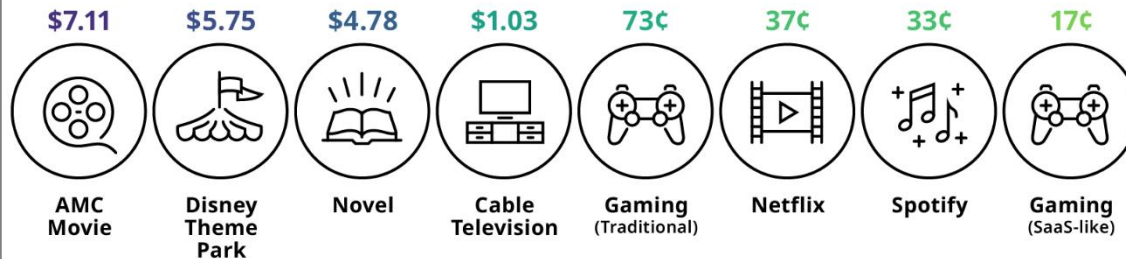 $7.11 $5.75 $4.78 $1.03 73¢ 37¢ 33¢ 17¢
AMC
Movie
Disney
Theme
Park
Novel
Cable
Television
Gaming
(Traditional)
Netflix
Spotify
Gaming
(SaaS-like)